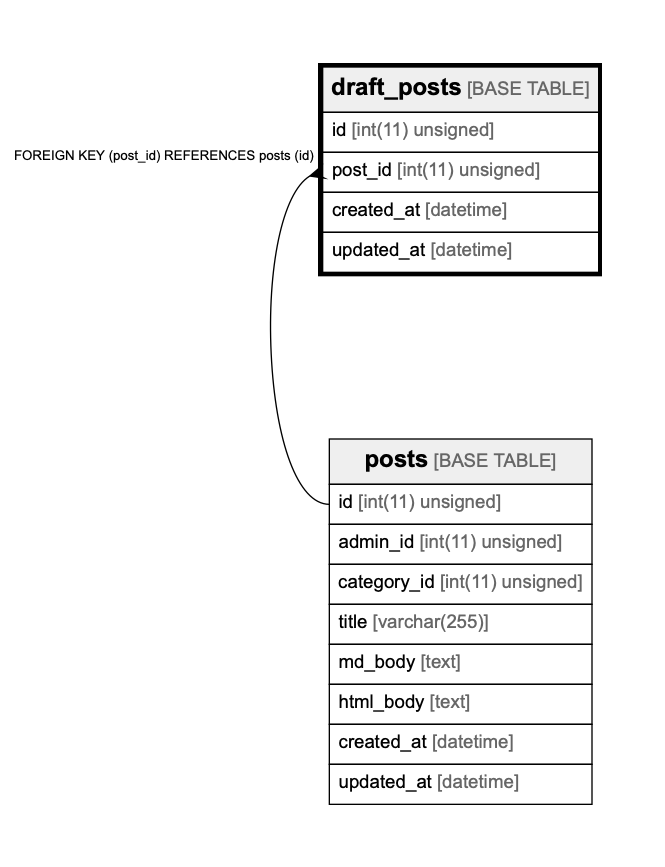 draft_posts [BASE TABLE]
id [int(11) unsigned]
FOREIGN KEY (post_id) REFERENCES posts (id)
post_id [int(11) unsigned]
created_at [datetime]
updated_at [datetime]
posts [BASE TABLE]
id [int(11) unsigned]
admin_id [int(11) unsigned]
category_id [int(11) unsigned]
title [varchar(255)]
md_body [text]
html_body [text]
created_at [datetime]
updated_at [datetime]